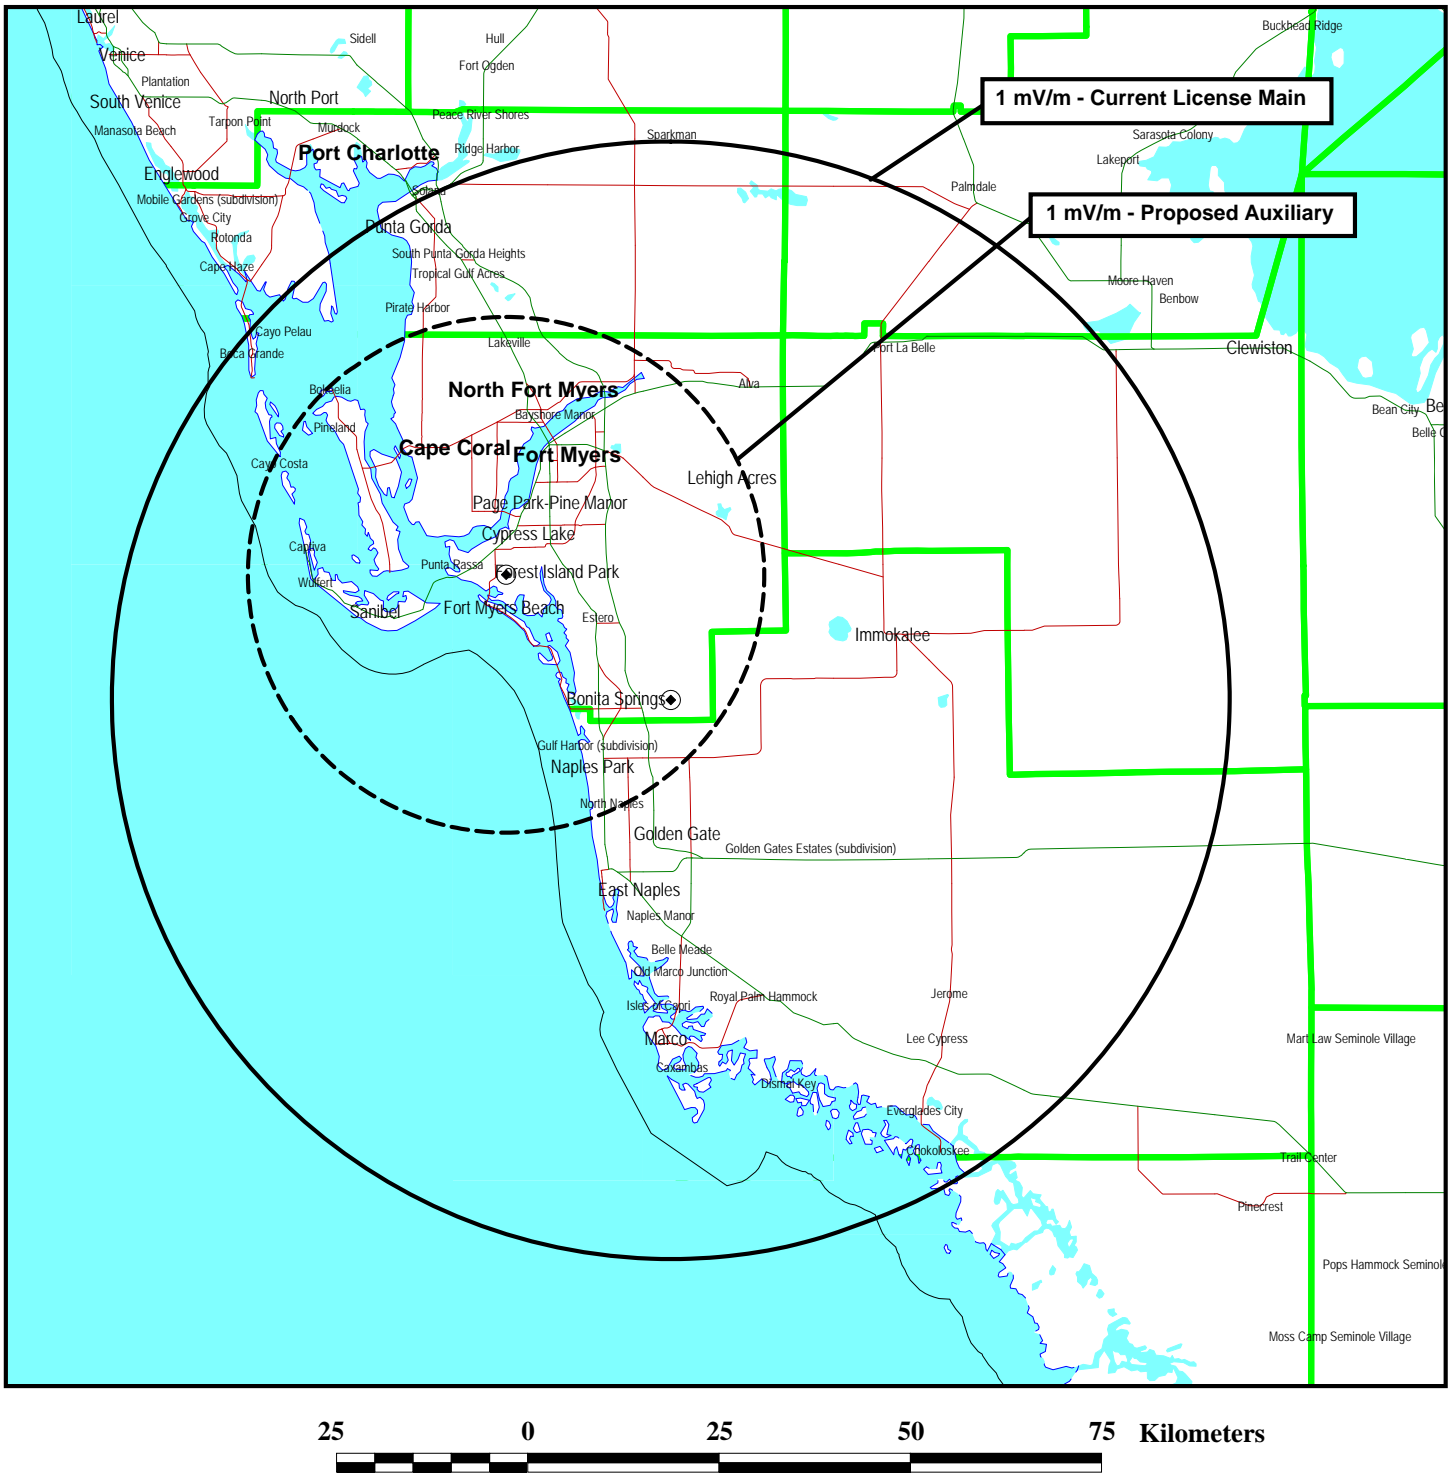 Laurel
Sidell
Hull
Buckhead Ridge
Venice
Fort Ogden
Plantation
1 mV/m - Current License Main
South Venice
North Port
Peace River Shores
Tarpon Point
Murdock
Manasota Beach
Sparkman
Sarasota Colony
Port Charlotte
Ridge Harbor
Lakeport
Englewood
Solana
Palmdale
Mobile Gardens (subdivision)
1 mV/m - Proposed Auxiliary
Grove City
Punta Gorda
Rotonda
South Punta Gorda Heights
Cape Haze
Tropical Gulf Acres
Moore Haven
Benbow
Pirate Harbor
Cayo Pelau
Lakeville
Boca Grande
Port La Belle
Clewiston
Alva
Bokeelia
North Fort Myers
Bean City
Be
Bayshore Manor
Pineland
Belle G
Cape Coral
Fort Myers
Cayo Costa
Lehigh Acres
Page Park-Pine Manor
Cypress Lake
Captiva
Punta Rassa
Forest Island Park
Wulfert
Sanibel
Fort Myers Beach
Estero
Immokalee
Bonita Springs
Gulf Harbor (subdivision)
Naples Park
North Naples
Golden Gate
Golden Gates Estates (subdivision)
East Naples
Naples Manor
Belle Meade
Old Marco Junction
Royal Palm Hammock
Jerome
Isles of Capri
Marco
Lee Cypress
Mart Law Seminole Village
Caxambas
Dismal Key
Everglades City
Chokoloskee
Trail Center
Pinecrest
Pops Hammock Seminole
Moss Camp Seminole Village
25 0 25 50 75 Kilometers